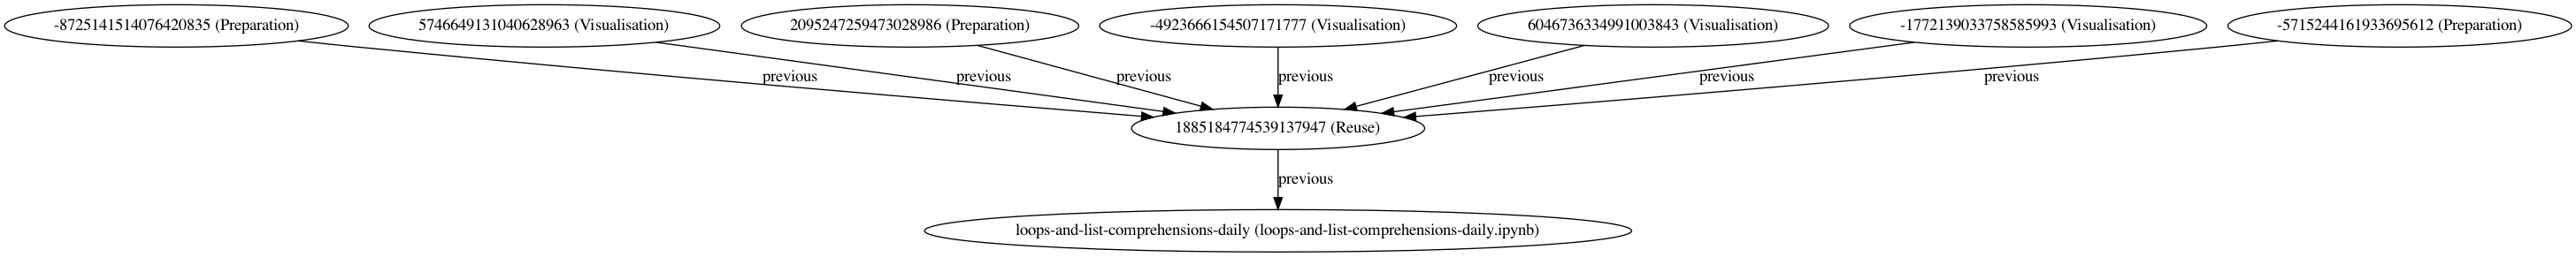 -8725141514076420835 (Preparation)
5746649131040628963 (Visualisation)
2095247259473028986 (Preparation)
-4923666154507171777 (Visualisation)
6046736334991003843 (Visualisation)
-1772139033758585993 (Visualisation)
-5715244161933695612 (Preparation)
previous
previous
previous
previous
previous
previous
previous
1885184774539137947 (Reuse)
previous
loops-and-list-comprehensions-daily (loops-and-list-comprehensions-daily.ipynb)